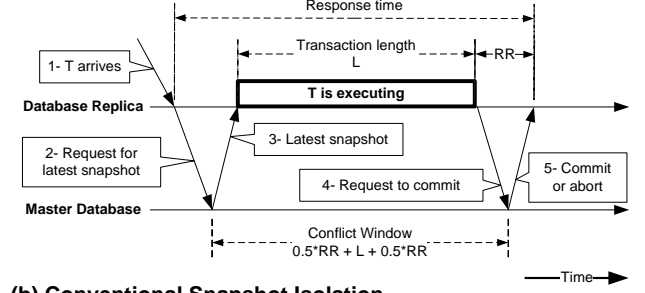 Response time
Transaction length
L
RR
1- T arrives
T is executing
Database Replica
3- Latest snapshot
2- Request for
latest snapshot
4- Request to commit
5- Commit
or abort
Master Database
Conflict Window
0.5*RR + L + 0.5*RR
Time
(b) Conventional Snapshot Isolation